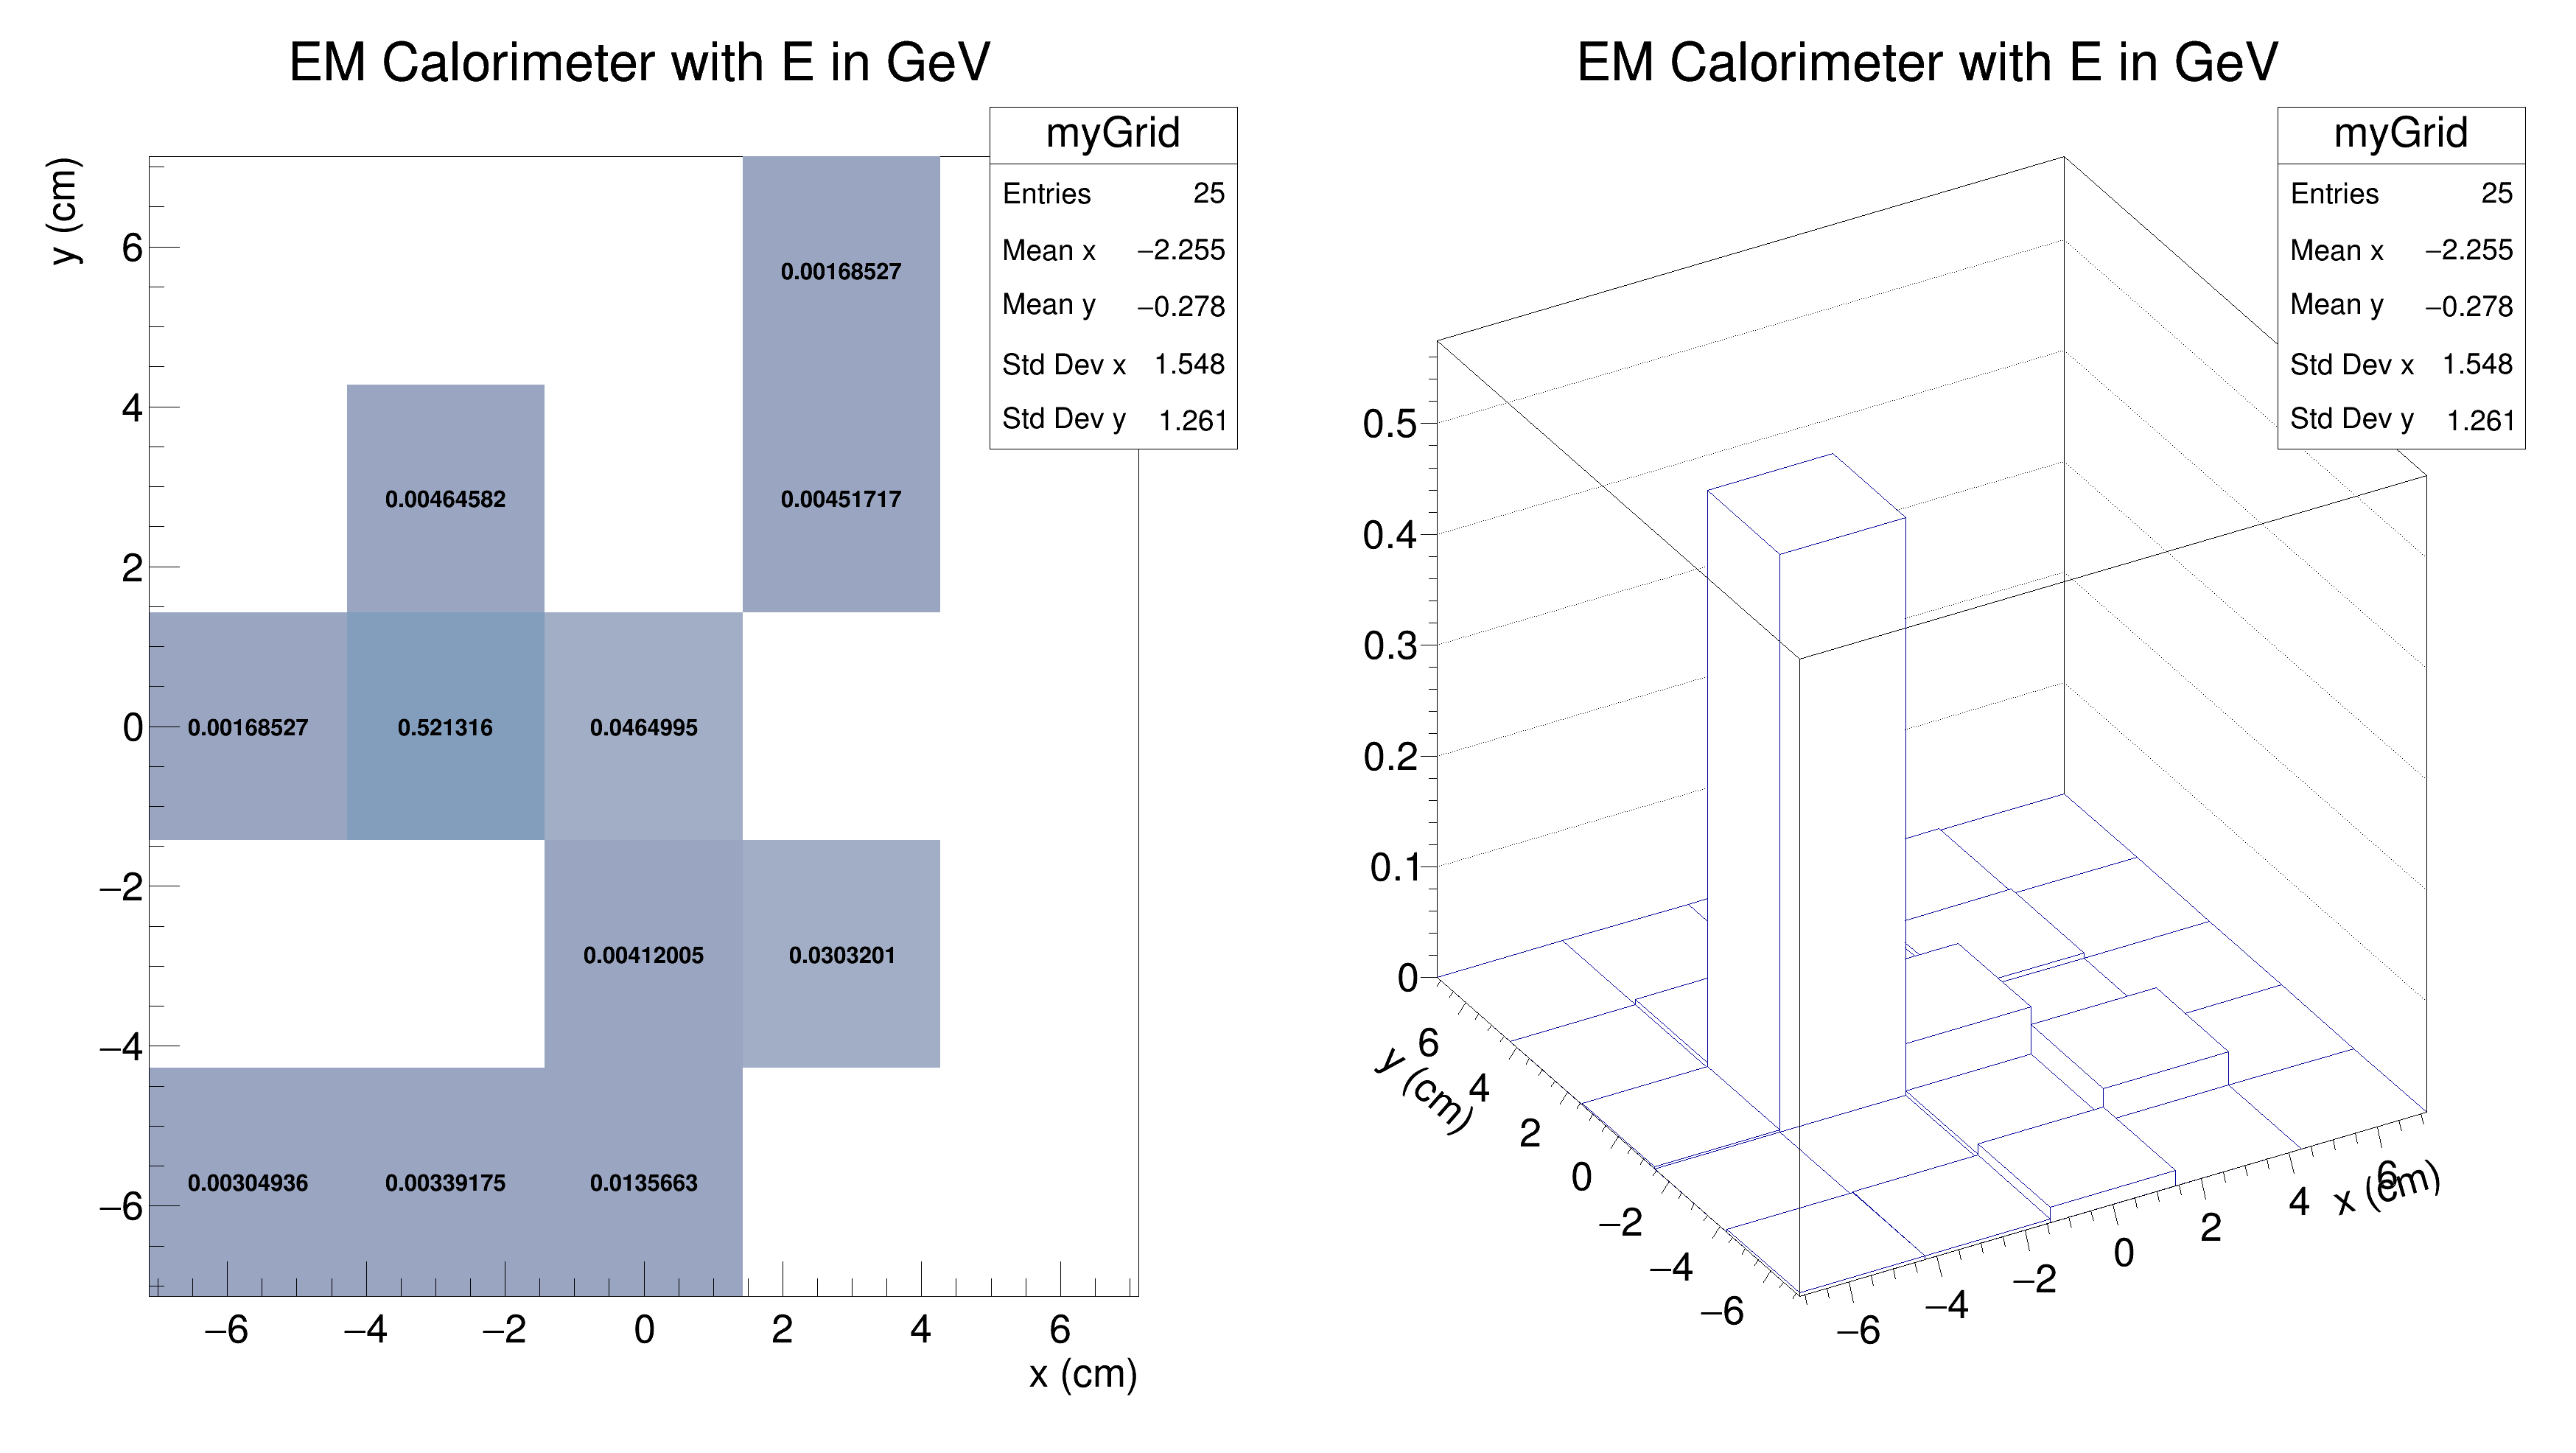 EM Calorimeter with E in GeV
myGrid
Entries 25
Mean x −2.255
Mean y −0.278
Std Dev x 1.548
Std Dev y 1.261
y (cm)
6
4
2
0
−2
−4
−6
0.00168527
0.00464582 0.00451717
0.00168527 0.521316 0.0464995
0.00412005 0.0303201
0.00304936 0.00339175 0.0135663
−6 −4 −2 0 2 4 6
x (cm)
EM Calorimeter with E in GeV
myGrid
Entries 25
Mean x −2.255
Mean y −0.278
Std Dev x 1.548
Std Dev y 1.261
0.5
0.4
0.3
0.2
0.1
0
6
4
2
0
−2
−4
−6
y (cm)
−6 −4 −2 0 2 4 6
x (cm)